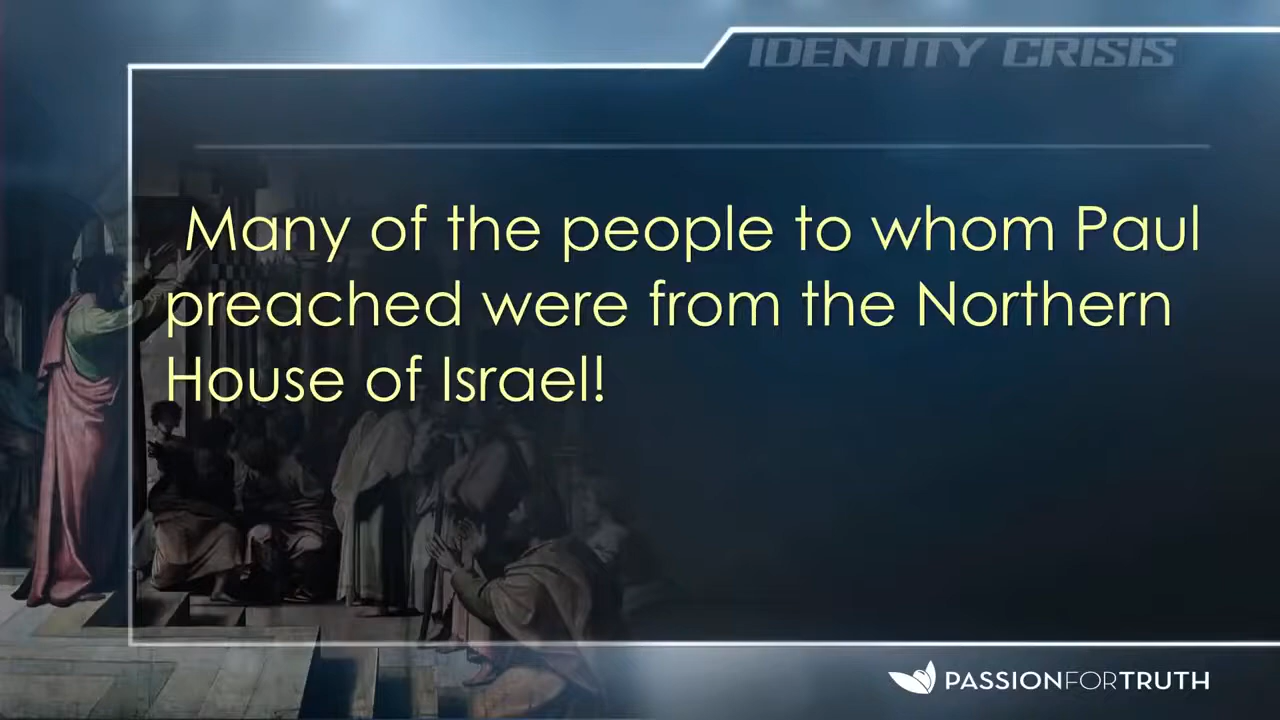 IDENTITY CRISIS
Many of the people to whom Paul
preached were from the Northern
House of Israel!
PASSIONFORTRUTH